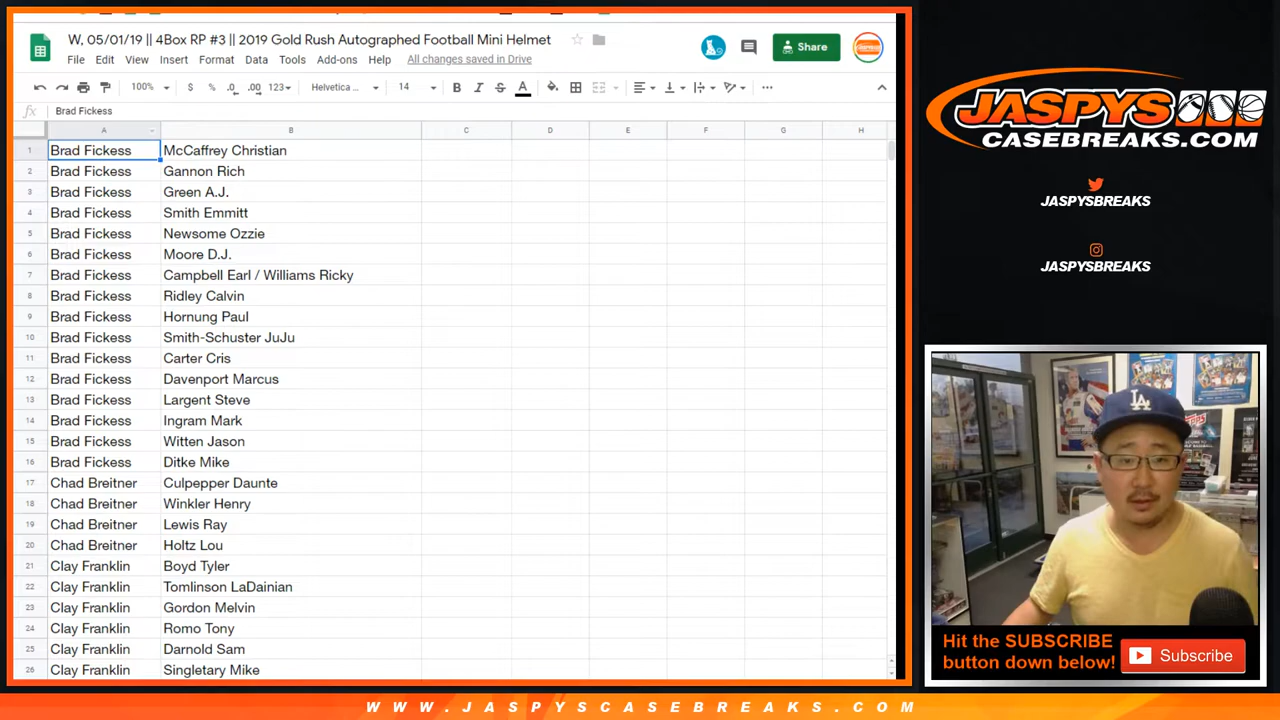 W, 05/01/19 || 4Box RP #3 || 2019 Gold Rush Autographed Football Mini Helmet
File Edit View Insert Format Data Tools Add-ons Help All changes saved in Drive
Share
100% $ % .0 .00 123 Helvetica ... 14 B I S A
fx Brad Fickess
A B C D E F G H
1 Brad Fickess McCaffrey Christian
2 Brad Fickess Gannon Rich
3 Brad Fickess Green A.J.
4 Brad Fickess Smith Emmitt
5 Brad Fickess Newsome Ozzie
6 Brad Fickess Moore D.J.
7 Brad Fickess Campbell Earl / Williams Ricky
8 Brad Fickess Ridley Calvin
9 Brad Fickess Hornung Paul
10 Brad Fickess Smith-Schuster JuJu
11 Brad Fickess Carter Cris
12 Brad Fickess Davenport Marcus
13 Brad Fickess Largent Steve
14 Brad Fickess Ingram Mark
15 Brad Fickess Witten Jason
16 Brad Fickess Ditke Mike
17 Chad Breitner Culpepper Daunte
18 Chad Breitner Winkler Henry
19 Chad Breitner Lewis Ray
20 Chad Breitner Holtz Lou
21 Clay Franklin Boyd Tyler
22 Clay Franklin Tomlinson LaDainian
23 Clay Franklin Gordon Melvin
24 Clay Franklin Romo Tony
25 Clay Franklin Darnold Sam
26 Clay Franklin Singletary Mike
JASPYS
CASEBREAKS.COM
JASPYSBREAKS
JASPYSBREAKS
LA
Hit the SUBSCRIBE
button down below!
Subscribe
WWW.JASPYSCASEBREAKS.COM